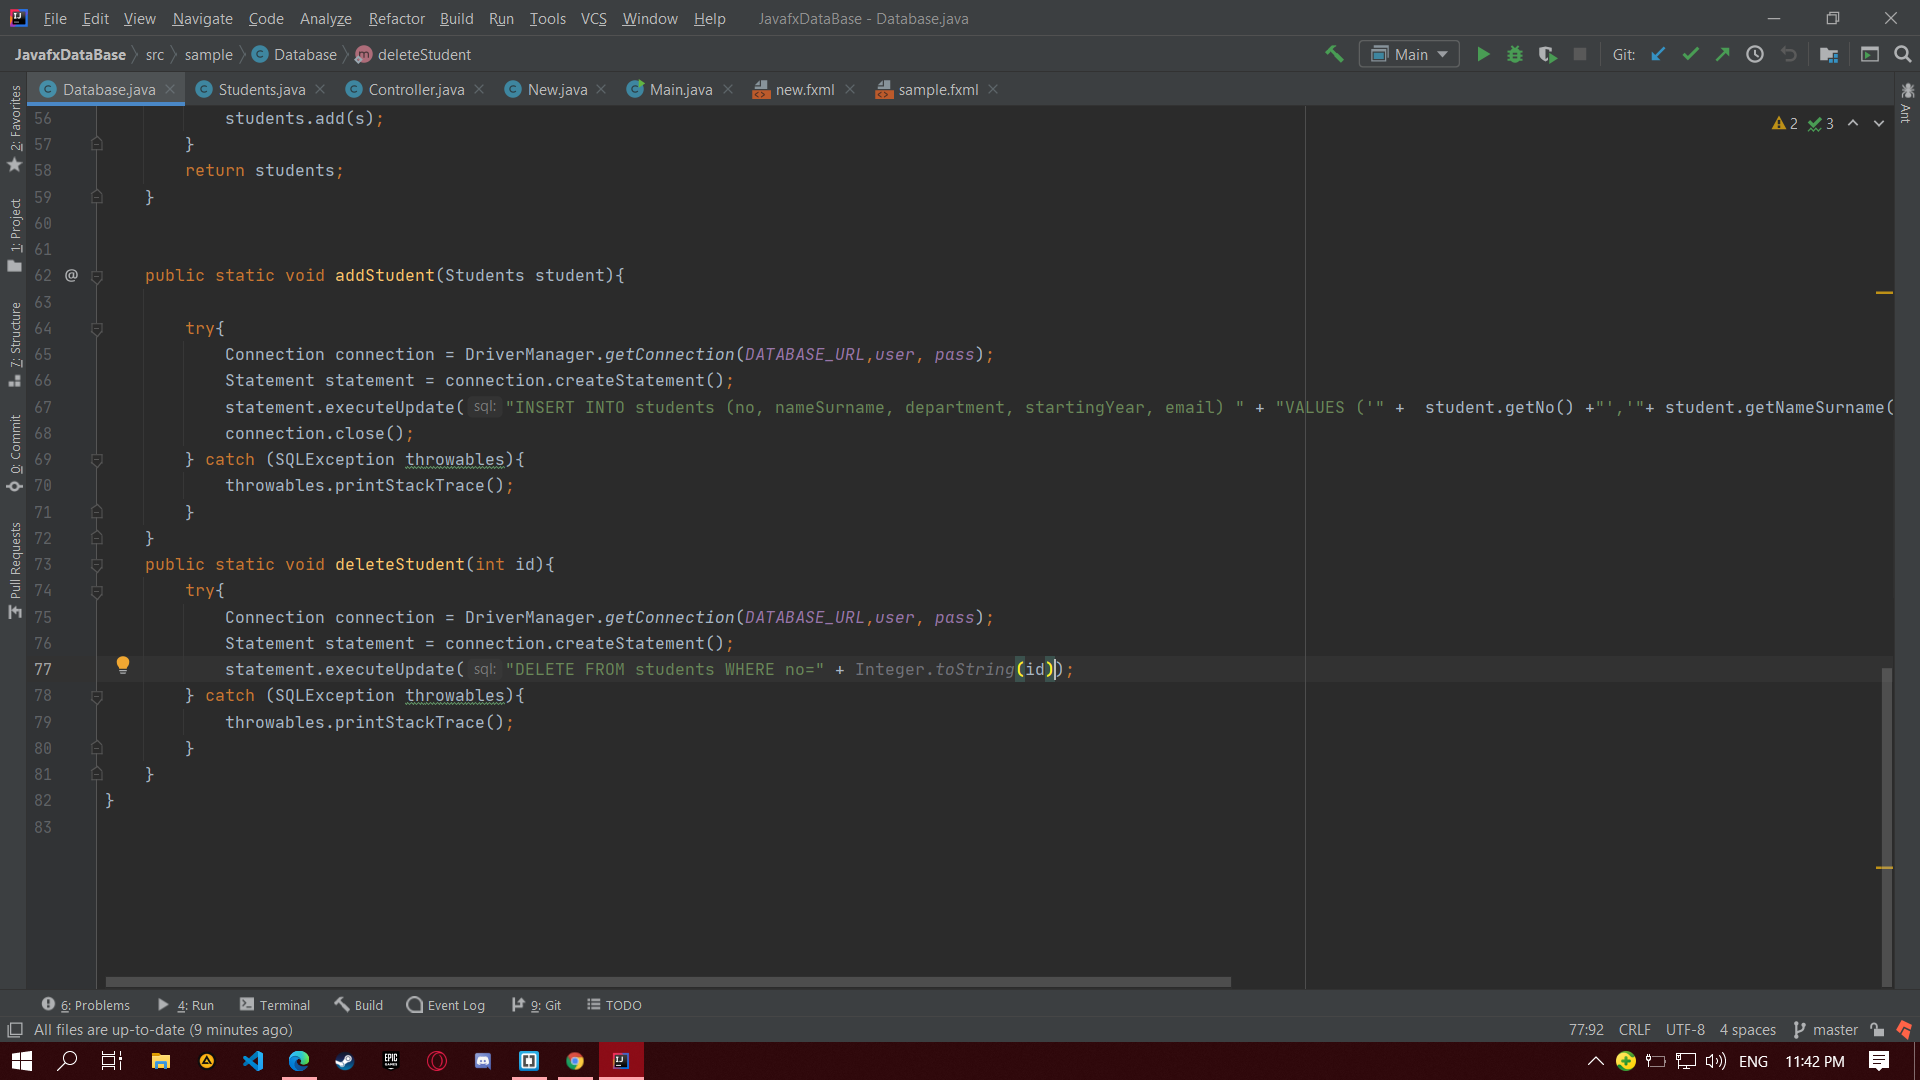 File Edit View Navigate Code Analyze Refactor Build Run Tools VCS Window Help JavafxDataBase - Database.java
JavafxDataBase src sample Database deleteStudent Main Git:
Database.java Students.java Controller.java New.java Main.java new.fxml sample.fxml
2: Favorites
1: Project
7: Structure
0: Commit
Pull Requests
Ant
2 3
56 students.add(s);
57 }
58 return students;
59 }
60
61
62 @ public static void addStudent(Students student){
63
64 try{
65 Connection connection = DriverManager.getConnection(DATABASE_URL,user, pass);
66 Statement statement = connection.createStatement();
67 statement.executeUpdate( sql: "INSERT INTO students (no, nameSurname, department, startingYear, email) " + "VALUES ('" +  student.getNo() +"','"+ student.getNameSurname(
68 connection.close();
69 } catch (SQLException throwables){
70 throwables.printStackTrace();
71 }
72 }
73 public static void deleteStudent(int id){
74 try{
75 Connection connection = DriverManager.getConnection(DATABASE_URL,user, pass);
76 Statement statement = connection.createStatement();
77 statement.executeUpdate( sql: "DELETE FROM students WHERE no=" + Integer.toString(id));
78 } catch (SQLException throwables){
79 throwables.printStackTrace();
80 }
81 }
82 }
83
6: Problems 4: Run Terminal Build Event Log 9: Git TODO
All files are up-to-date (9 minutes ago) 77:92 CRLF UTF-8 4 spaces master
ENG 11:42 PM